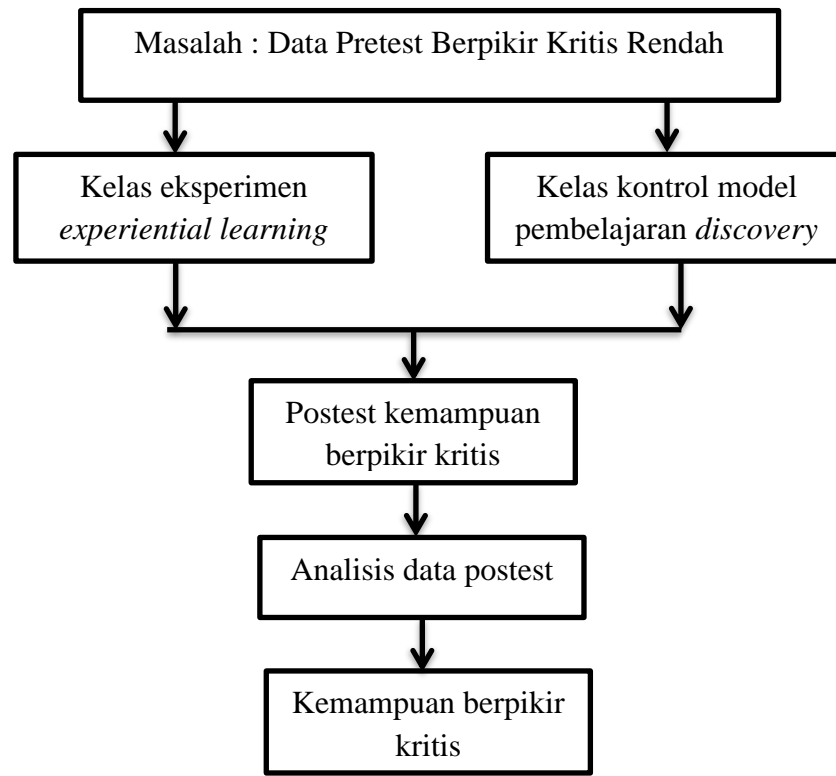 Masalah : Data Pretest Berpikir Kritis Rendah
Kelas eksperimen
experiential learning
Kelas kontrol model
pembelajaran discovery
Postest kemampuan
berpikir kritis
Analisis data postest
Kemampuan berpikir
kritis